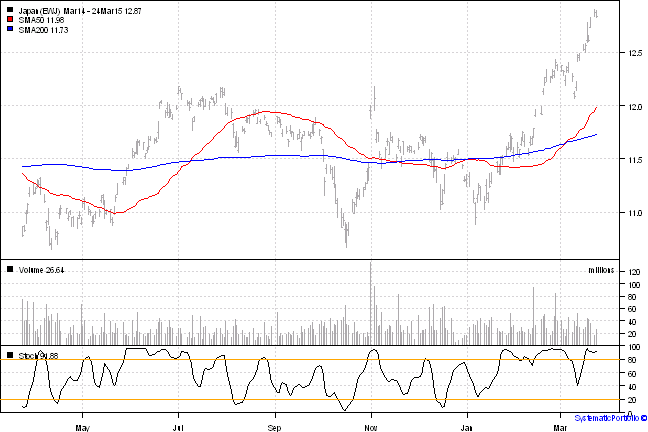 Japan (EWJ) Mar14 - 24Mar15 12.87
SMA50 11.98
SMA200 11.73
12.5
12.0
11.5
11.0
Volume 26.64
millions
120
100
80
60
40
20
Stoch 91.88
100
80
60
40
20
0
May Jul Sep Nov Jan Mar
SystematicPortfolio ©